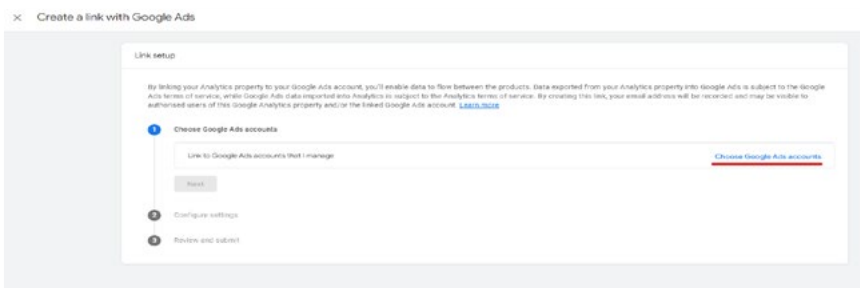 × Create a link with Google Ads
Link setup
By linking your Analytics property to your Google Ads account, you'll enable data to flow between the products. Data exported from your Analytics property into Google Ads is subject to the Google
Ads terms of service, while Google Ads data imported into Analytics is subject to the Analytics terms of service. By creating this link, your email address will be recorded and may be visible to
authorised users of this Google Analytics property and/or the linked Google Ads account. Learn more
1 Choose Google Ads accounts
Link to Google Ads accounts that I manage Choose Google Ads accounts
Next
2 Configure settings
3 Review and submit